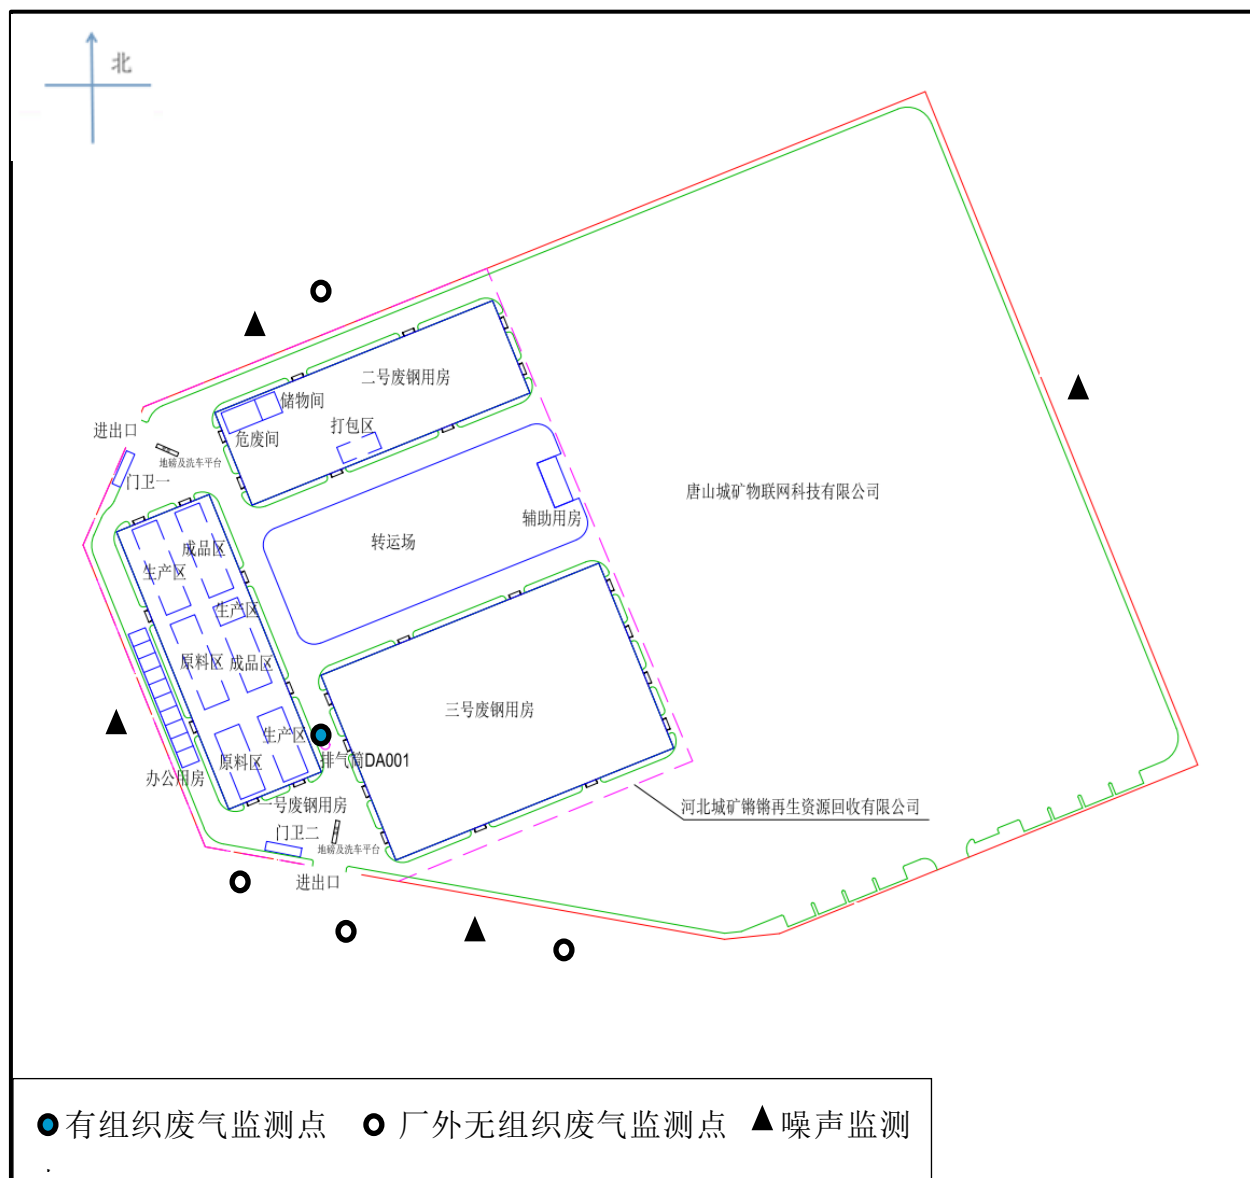 北
二号废钢用房
储物间
打包区
进出口
危废间
地磅及洗车平台
门卫一
唐山城矿物联网科技有限公司
辅助用房
转运场
成品区
生产区
生产区
原料区
成品区
三号废钢用房
生产区
排气筒DA001
原料区
办公用房
一号废钢用房
河北城矿锵锵再生资源回收有限公司
门卫二
地磅及洗车平台
进出口
有组织废气监测点 厂外无组织废气监测点 噪声监测
.